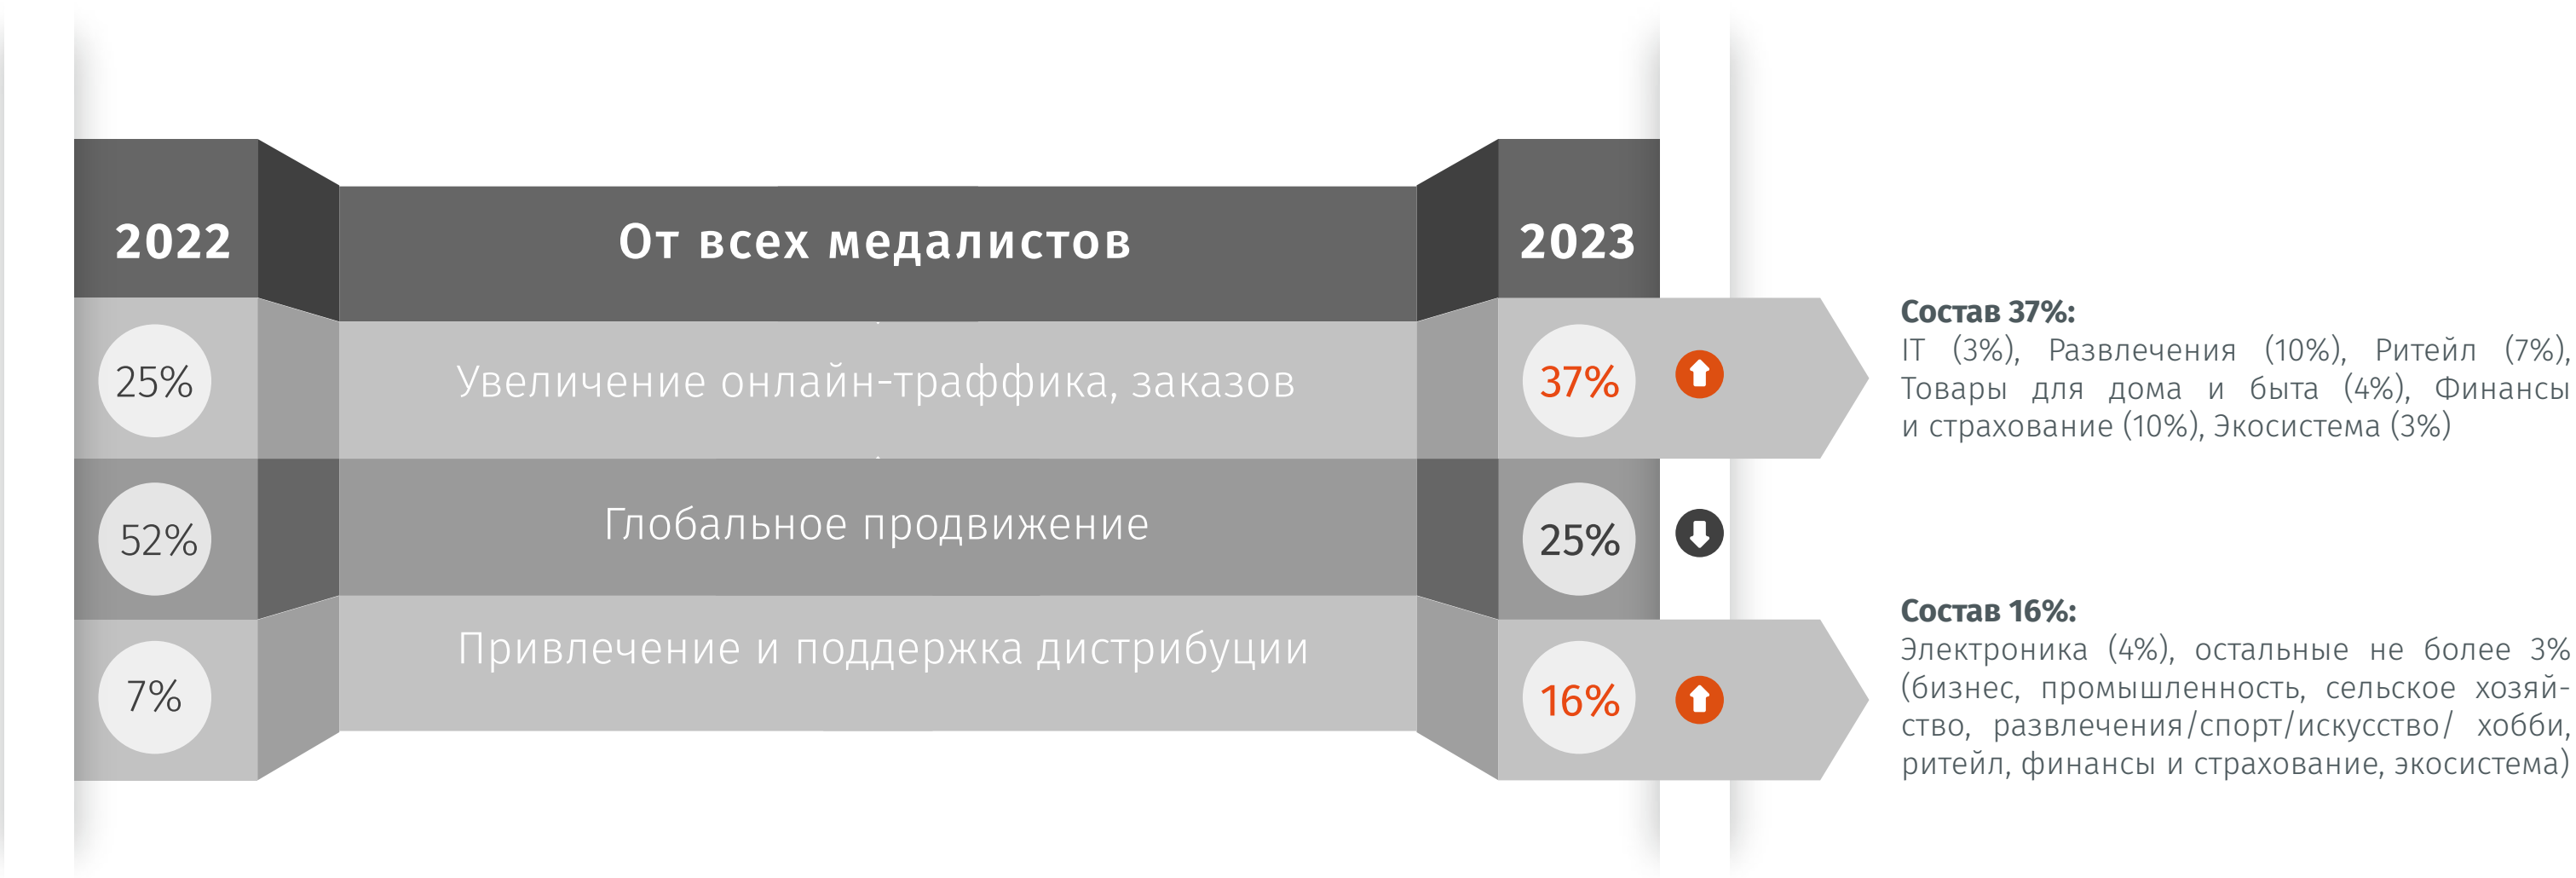 2022
От всех медалистов
2023
25%
Увеличение онлайн-траффика, заказов
37%
52%
Глобальное продвижение
25%
7%
Привлечение и поддержка дистрибуции
16%
Состав 37%:
IT (3%), Развлечения (10%), Ритейл (7%),
Товары для дома и быта (4%), Финансы
и страхование (10%), Экосистема (3%)
Состав 16%:
Электроника (4%), остальные не более 3%
(бизнес, промышленность, сельское хозяй-
ство, развлечения/спорт/искусство/ хобби,
ритейл, финансы и страхование, экосистема)